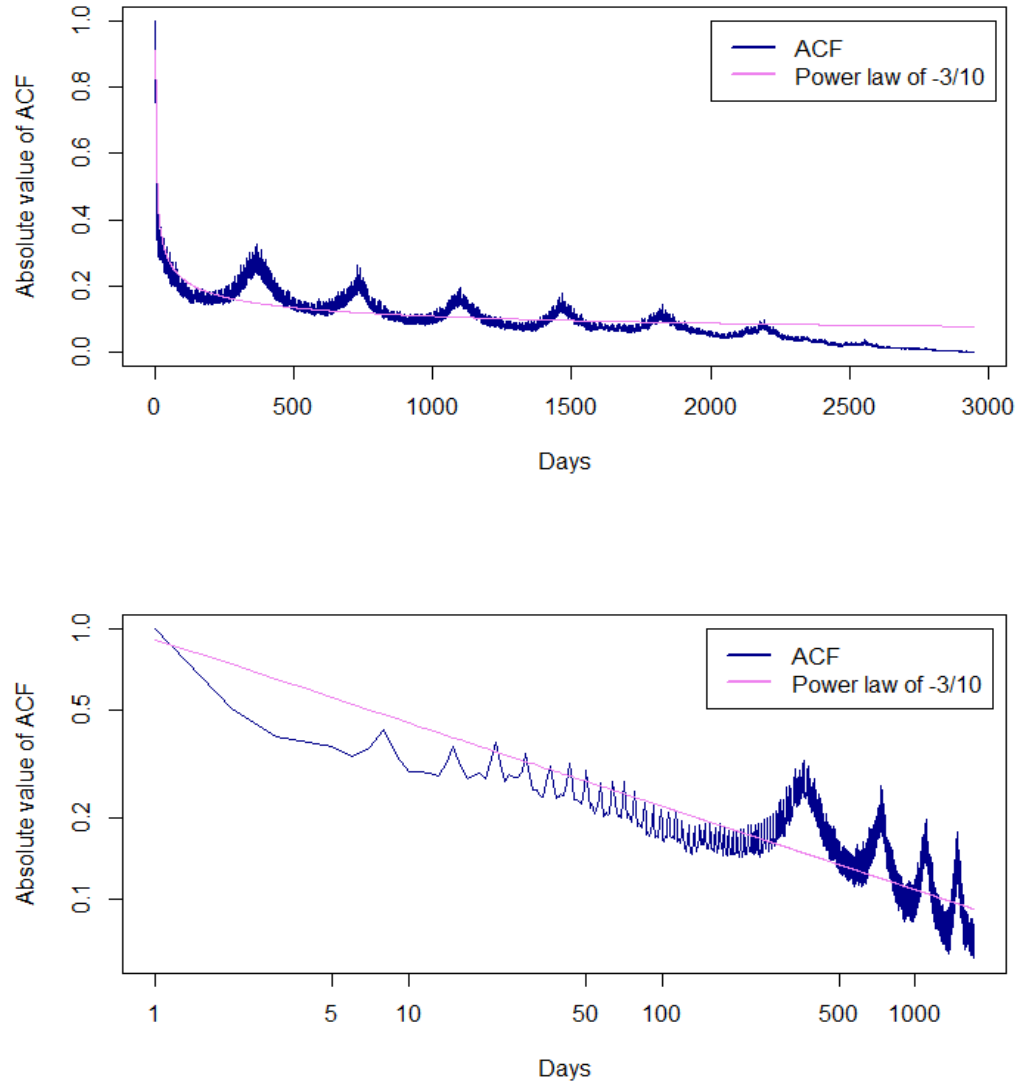 Absolute value of ACF
1.0
0.8
0.6
0.4
0.2
0.0
ACF
Power law of -3/10
0 500 1000 1500 2000 2500 3000
Days
Absolute value of ACF
1.0
0.5
0.2
0.1
ACF
Power law of -3/10
1 5 10 50 100 500 1000
Days